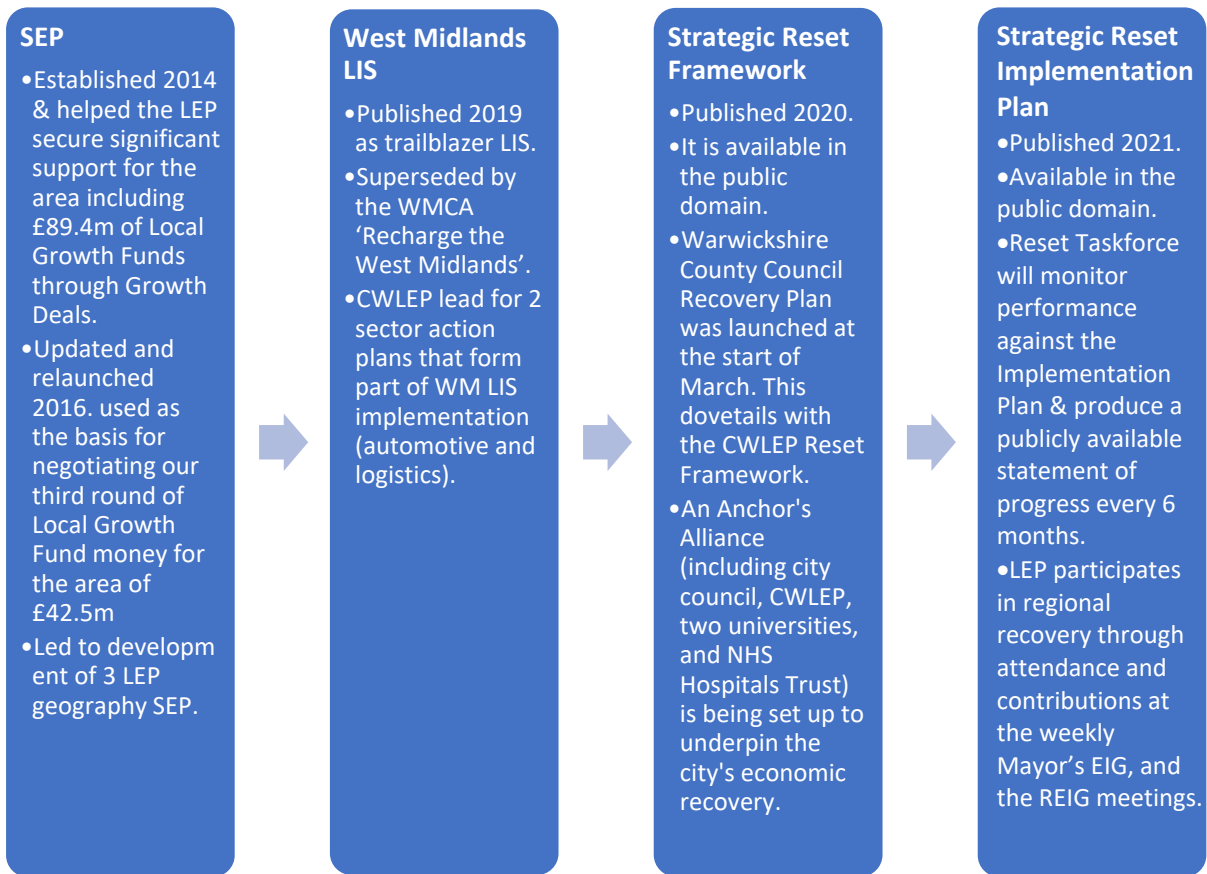 SEP
•Established 2014
& helped the LEP
secure significant
support for the
area including
£89.4m of Local
Growth Funds
through Growth
Deals.
•Updated and
relaunched
2016. used as
the basis for
negotiating our
third round of
Local Growth
Fund money for
the area of
£42.5m
•Led to developm
ent of 3 LEP
geography SEP.
West Midlands
LIS
•Published 2019
as trailblazer LIS.
•Superseded by
the WMCA
‘Recharge the
West Midlands’.
•CWLEP lead for 2
sector action
plans that form
part of WM LIS
implementation
(automotive and
logistics).
Strategic Reset
Framework
•Published 2020.
•It is available in
the public
domain.
•Warwickshire
County Council
Recovery Plan
was launched at
the start of
March. This
dovetails with
the CWLEP Reset
Framework.
•An Anchor's
Alliance
(including city
council, CWLEP,
two universities,
and NHS
Hospitals Trust)
is being set up to
underpin the
city's economic
recovery.
Strategic Reset
Implementation
Plan
•Published 2021.
•Available in the
public domain.
•Reset Taskforce
will monitor
performance
against the
Implementation
Plan & produce a
publicly available
statement of
progress every 6
months.
•LEP participates
in regional
recovery through
attendance and
contributions at
the weekly
Mayor’s EIG, and
the REIG meetings.